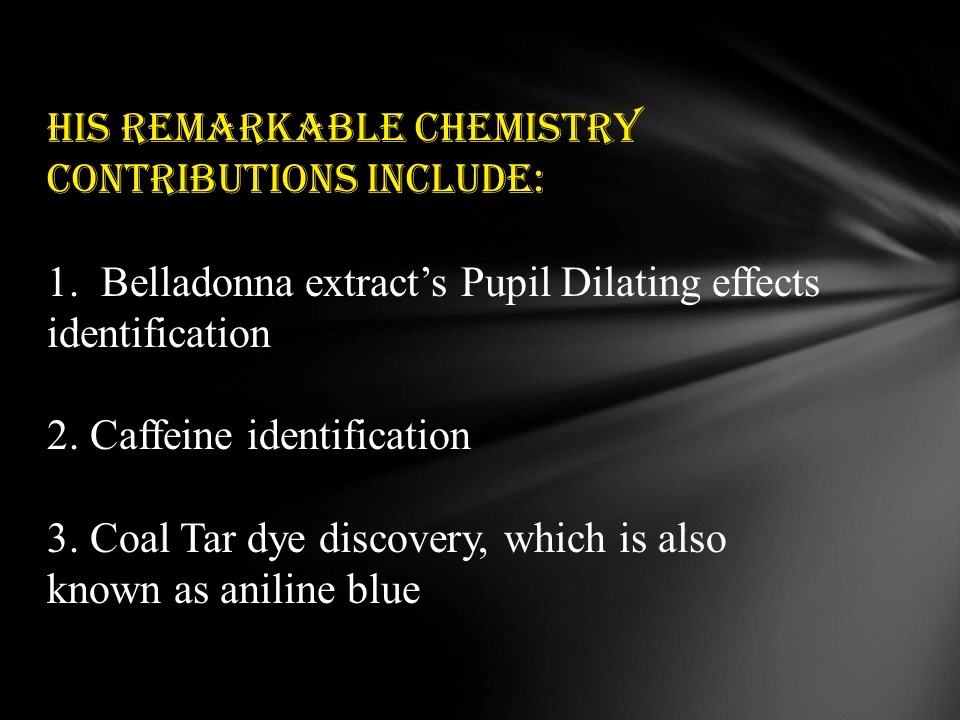 HIS REMARKABLE CHEMISTRY
CONTRIBUTIONS INCLUDE:
1.  Belladonna extract’s Pupil Dilating effects
identification
2. Caffeine identification
3. Coal Tar dye discovery, which is also
known as aniline blue